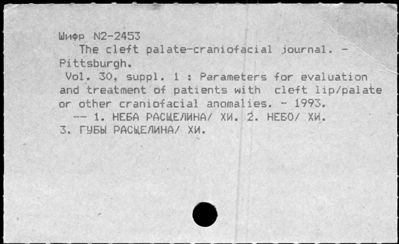 Шифр N2-2453
The cleft palate-craniofacial journal. -
Pittsburgh.
Vol. 30, suppl. 1 : Parameters for evaluation
and treatment of patients with cleft lip/palate
or other craniofacial anomalies. - 1993.
-- 1. НЕБА РАСЩЕЛИНА/ ХИ. 2. НЕБО/ ХИ.
3. ГУБЫ РАСЩЕЛИНА/ ХИ.